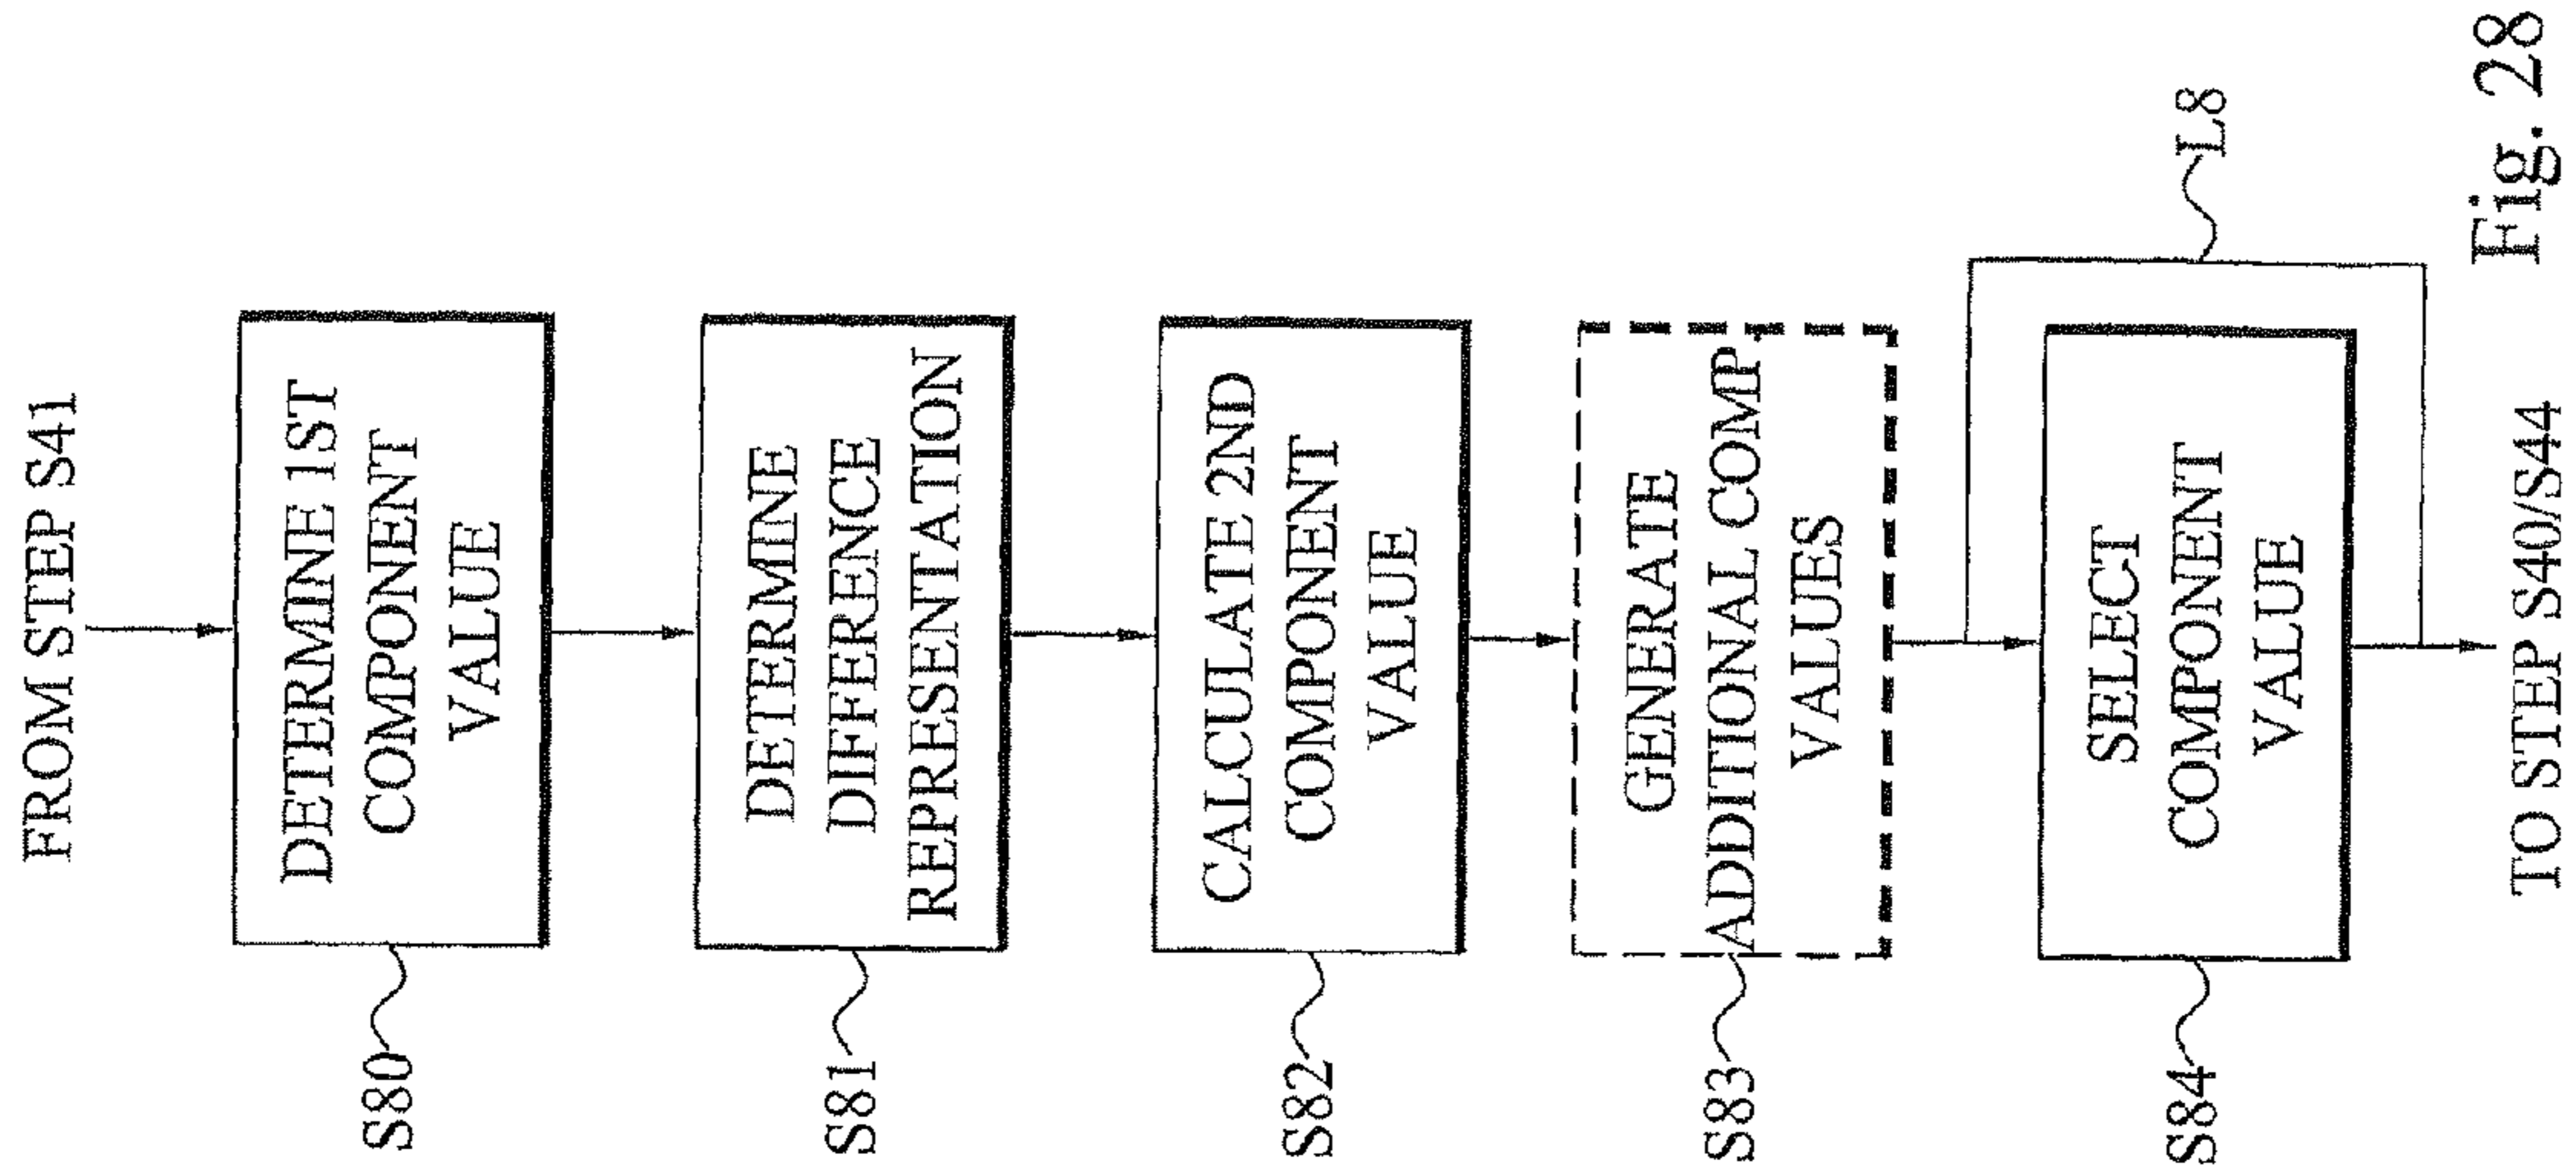 FROM STEP S41
DETERMINE 1ST
COMPONENT
VALUE
S80
DETERMINE
DIFFERENCE
REPRESENTATION
S81
CALCULATE 2ND
COMPONENT
VALUE
S82
GENERATE
ADDITIONAL COMP.
VALUES
S83
SELECT
COMPONENT
VALUE
S84
L8
TO STEP S40/S44
Fig. 28